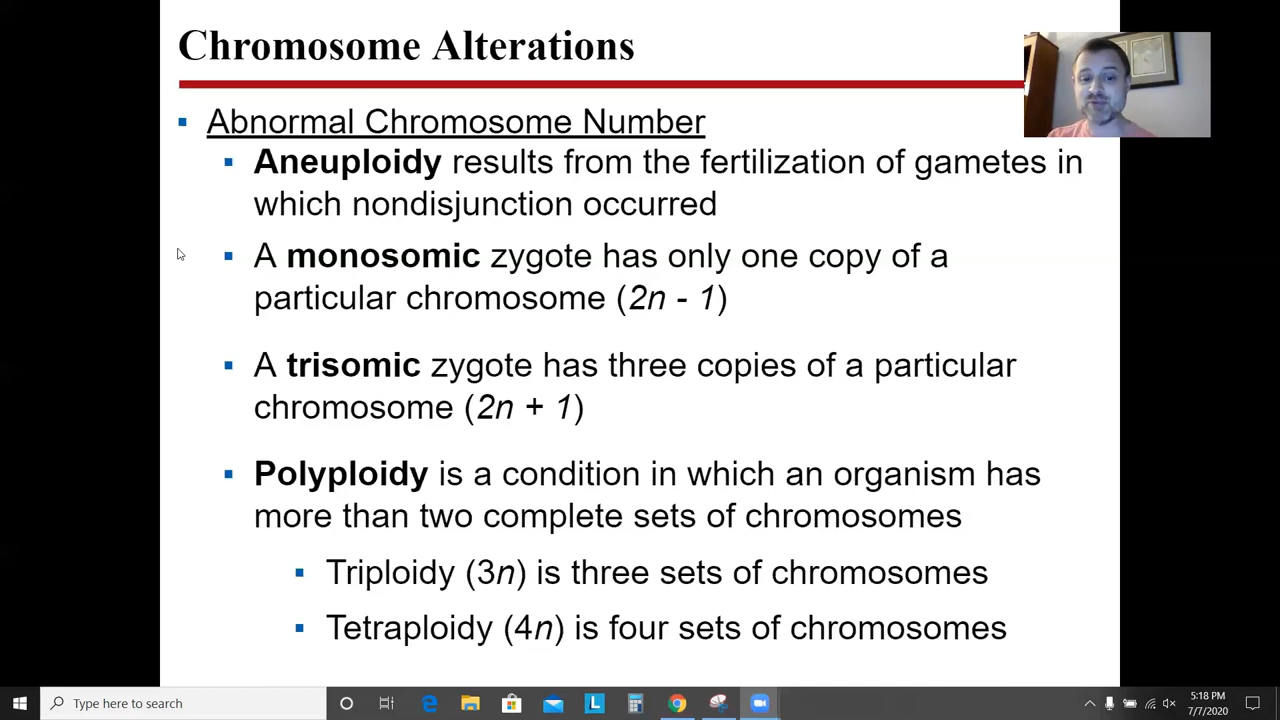 Chromosome Alterations
▪ Abnormal Chromosome Number
▪ Aneuploidy results from the fertilization of gametes in
which nondisjunction occurred
▪ A monosomic zygote has only one copy of a
particular chromosome (2n - 1)
▪ A trisomic zygote has three copies of a particular
chromosome (2n + 1)
▪ Polyploidy is a condition in which an organism has
more than two complete sets of chromosomes
▪ Triploidy (3n) is three sets of chromosomes
▪ Tetraploidy (4n) is four sets of chromosomes
Type here to search
L
5:18 PM
7/7/2020